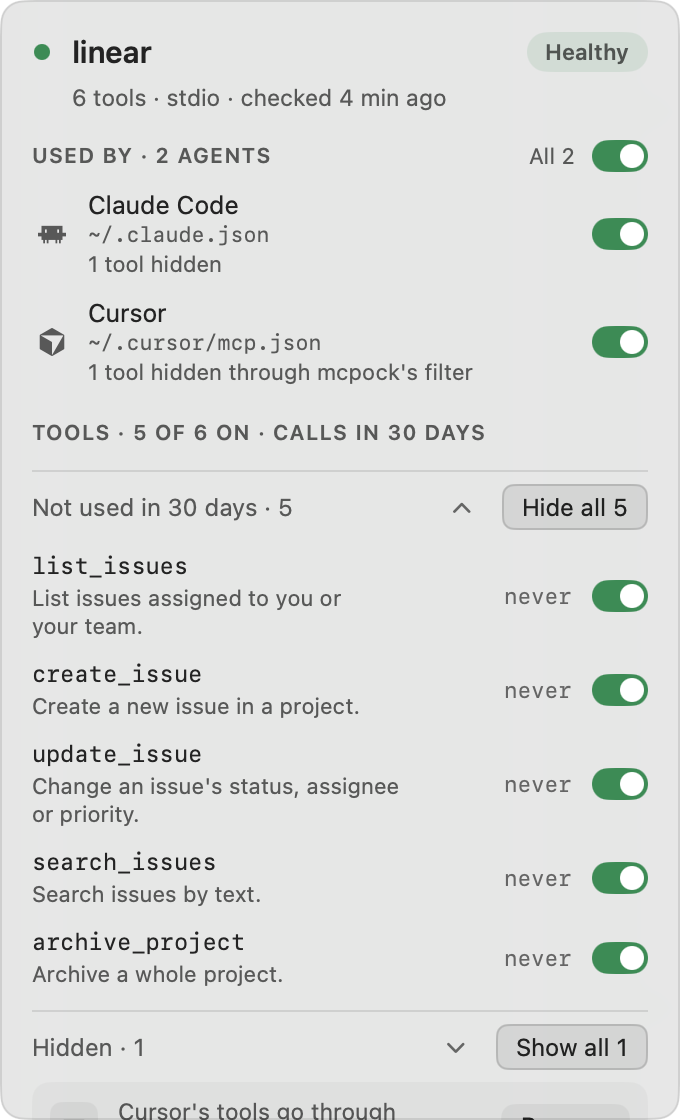 linear
Healthy
6 tools · stdio · checked 4 min ago
USED BY · 2 AGENTS
All 2
Claude Code
~/.claude.json
1 tool hidden
Cursor
~/.cursor/mcp.json
1 tool hidden through mcpock's filter
TOOLS · 5 OF 6 ON · CALLS IN 30 DAYS
Not used in 30 days · 5
Hide all 5
list_issues
List issues assigned to you or
your team.
never
create_issue
Create a new issue in a project.
never
update_issue
Change an issue's status, assignee
or priority.
never
search_issues
Search issues by text.
never
archive_project
Archive a whole project.
never
Hidden · 1
Show all 1
Cursor's tools go through